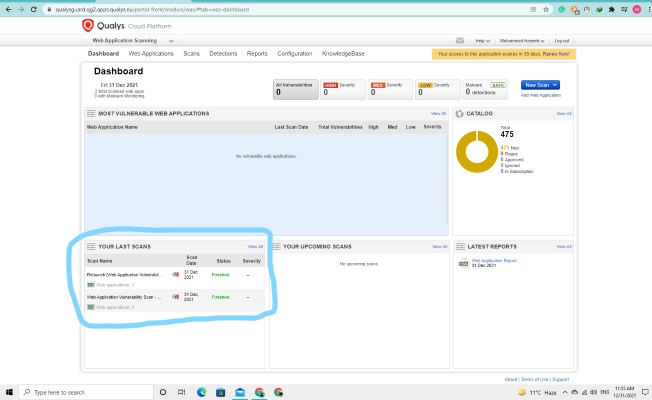 qualysguard.qg2.apps.qualys.eu/portal-front/module/was/#tab=was-dashboard
Qualys. Cloud Platform
Web Application Scanning
Help
Muhammad Haseeb
Log out
Dashboard Web Applications Scans Detections Reports Configuration KnowledgeBase
Your access to this application expires in 30 days. Renew Now!
Dashboard
Fri 31 Dec 2021
2 total scanned web apps
0 with Malware Monitoring
All Vulnerabilities
0
HIGH Severity
0
MED Severity
0
LOW Severity
0
Malware SAFE
0 detections
New Scan
Add Web Application
MOST VULNERABLE WEB APPLICATIONS View All
Web Application Name Last Scan Date Total Vulnerabilities High Med Low Severity
No vulnerable web applications.
CATALOG View All
Total
475
475 New
0 Rogue
0 Approved
0 Ignored
0 In Subscription
YOUR LAST SCANS View All
Scan Name Scan Date Status Severity
Relaunch [Web Application Vulnerabil... 31 Dec 2021 Finished -
Web applications: 2
Web Application Vulnerability Scan - ... 31 Dec 2021 Finished -
Web applications: 2
YOUR UPCOMING SCANS View All
No upcoming scans.
LATEST REPORTS View All
Web Application Report
31 Dec 2021
About | Terms of Use | Support
Type here to search
11°C Haze
ENG
11:55 AM
12/31/2021